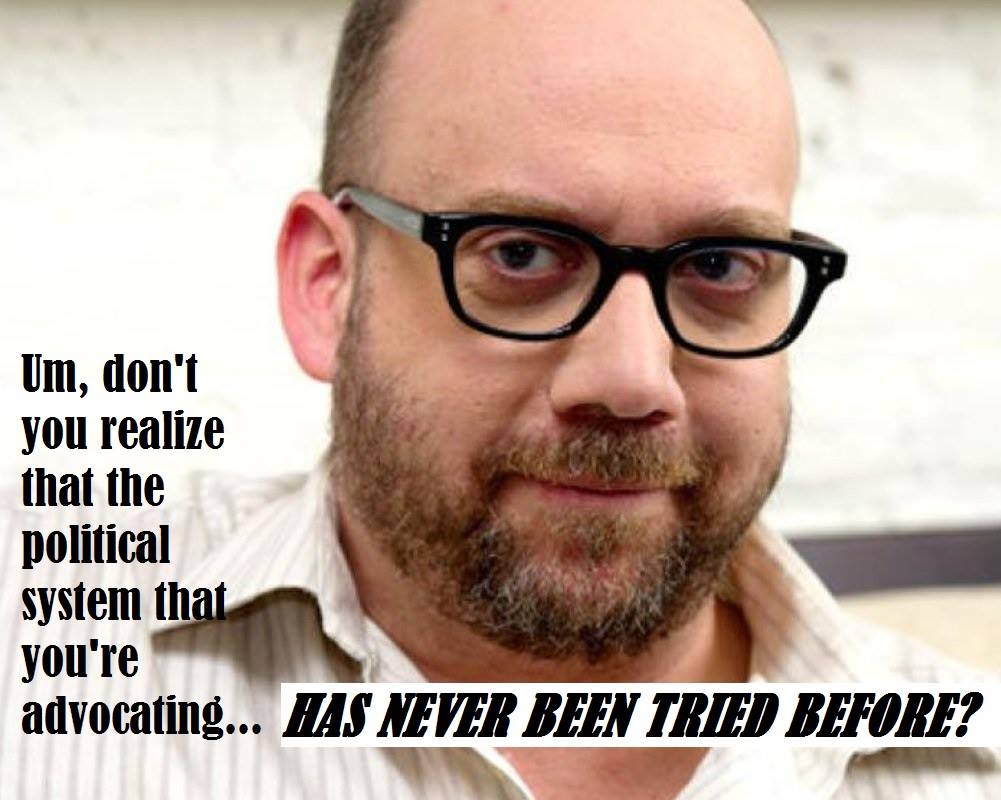 Um, don't
you realize
that the
political
system that
you're
advocating... HAS NEVER BEEN TRIED BEFORE?